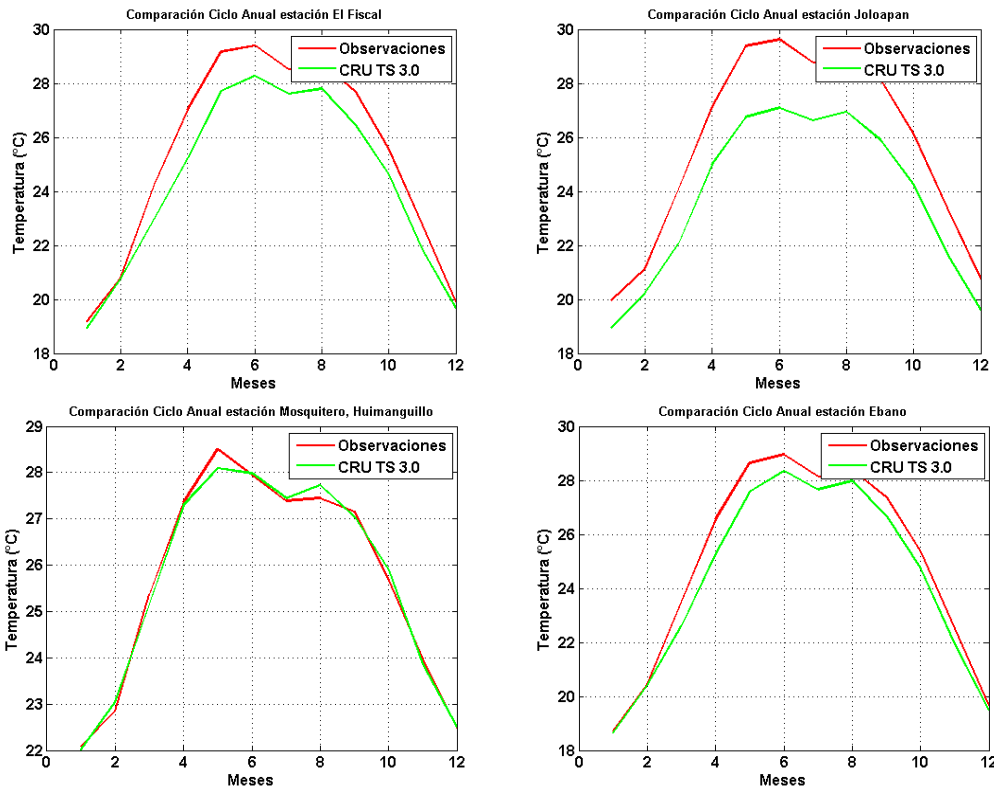 Comparación Ciclo Anual estación El Fiscal
30
28
26
24
22
20
18
0
2
4
6
8
10
12
Temperatura (°C)
Meses
Observaciones
CRU TS 3.0
Comparación Ciclo Anual estación Joloapan
30
28
26
24
22
20
18
0
2
4
6
8
10
12
Temperatura (°C)
Meses
Observaciones
CRU TS 3.0
Comparación Ciclo Anual estación Mosquitero, Huimanguillo
29
28
27
26
25
24
23
22
0
2
4
6
8
10
12
Temperatura (°C)
Meses
Observaciones
CRU TS 3.0
Comparación Ciclo Anual estación Ebano
30
28
26
24
22
20
18
0
2
4
6
8
10
12
Temperatura (°C)
Meses
Observaciones
CRU TS 3.0